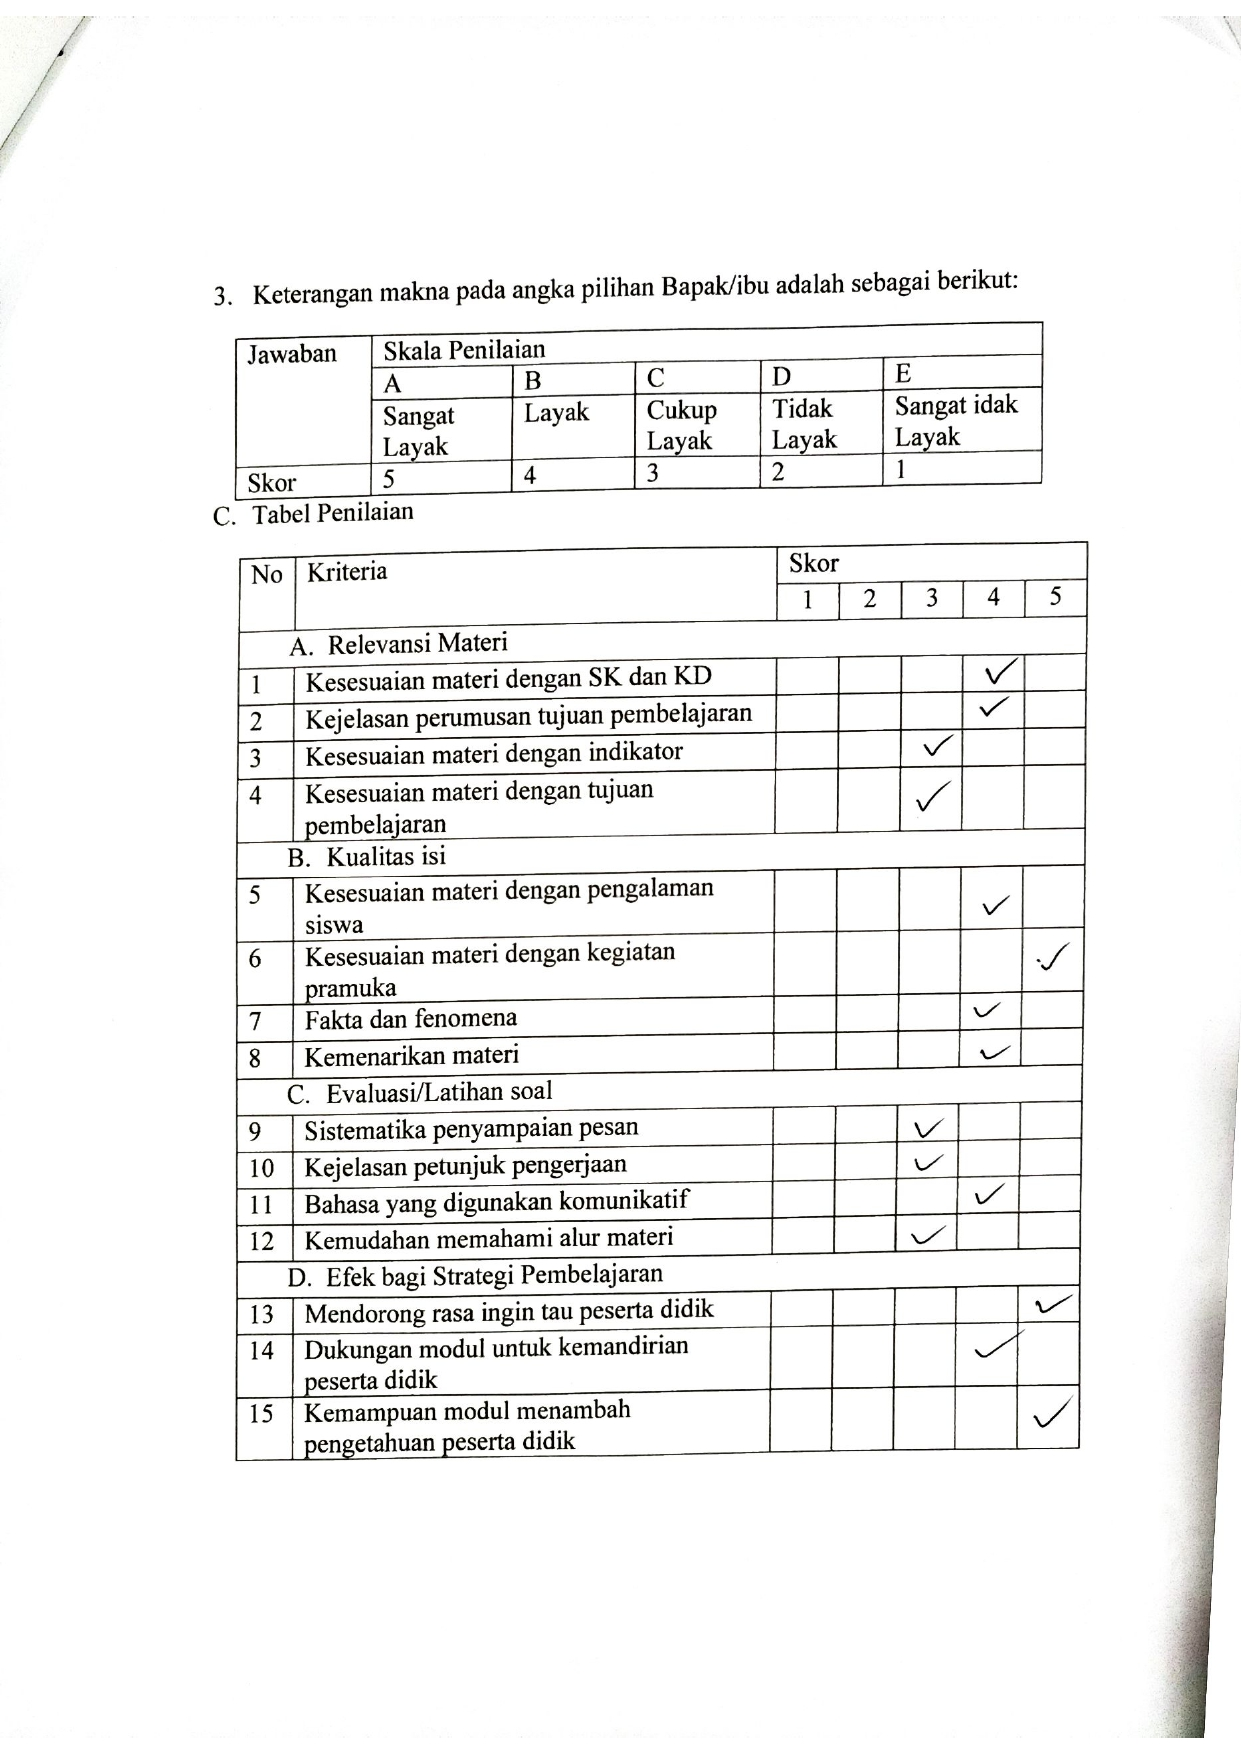 3. Keterangan makna pada angka pilihan Bapak/ibu adalah sebagai berikut:
Jawaban Skala Penilaian
A B C D E
Sangat Layak Cukup Tidak Sangat idak
Layak Layak Layak Layak
Skor 5 4 3 2 1
C. Tabel Penilaian
No Kriteria Skor
1 2 3 4 5
A. Relevansi Materi
1 Kesesuaian materi dengan SK dan KD ✓
2 Kejelasan perumusan tujuan pembelajaran ✓
3 Kesesuaian materi dengan indikator ✓
4 Kesesuaian materi dengan tujuan ✓
pembelajaran
B. Kualitas isi
5 Kesesuaian materi dengan pengalaman ✓
siswa
6 Kesesuaian materi dengan kegiatan ✓
pramuka
7 Fakta dan fenomena ✓
8 Kemenarikan materi ✓
C. Evaluasi/Latihan soal
9 Sistematika penyampaian pesan ✓
10 Kejelasan petunjuk pengerjaan ✓
11 Bahasa yang digunakan komunikatif ✓
12 Kemudahan memahami alur materi ✓
D. Efek bagi Strategi Pembelajaran
13 Mendorong rasa ingin tau peserta didik ✓
14 Dukungan modul untuk kemandirian ✓
peserta didik
15 Kemampuan modul menambah ✓
pengetahuan peserta didik